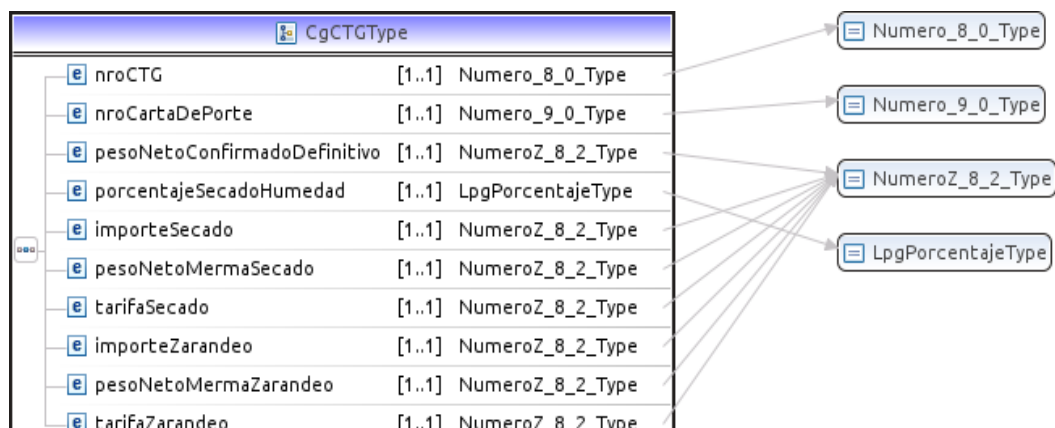 CgCTGType
nroCTG [1..1] Numero_8_0_Type
nroCartaDePorte [1..1] Numero_9_0_Type
pesoNetoConfirmadoDefinitivo [1..1] NumeroZ_8_2_Type
porcentajeSecadoHumedad [1..1] LpgPorcentajeType
importeSecado [1..1] NumeroZ_8_2_Type
pesoNetoMermaSecado [1..1] NumeroZ_8_2_Type
tarifaSecado [1..1] NumeroZ_8_2_Type
importeZarandeo [1..1] NumeroZ_8_2_Type
pesoNetoMermaZarandeo [1..1] NumeroZ_8_2_Type
tarifaZarandeo [1..1] NumeroZ_8_2_Type
Numero_8_0_Type
Numero_9_0_Type
NumeroZ_8_2_Type
LpgPorcentajeType